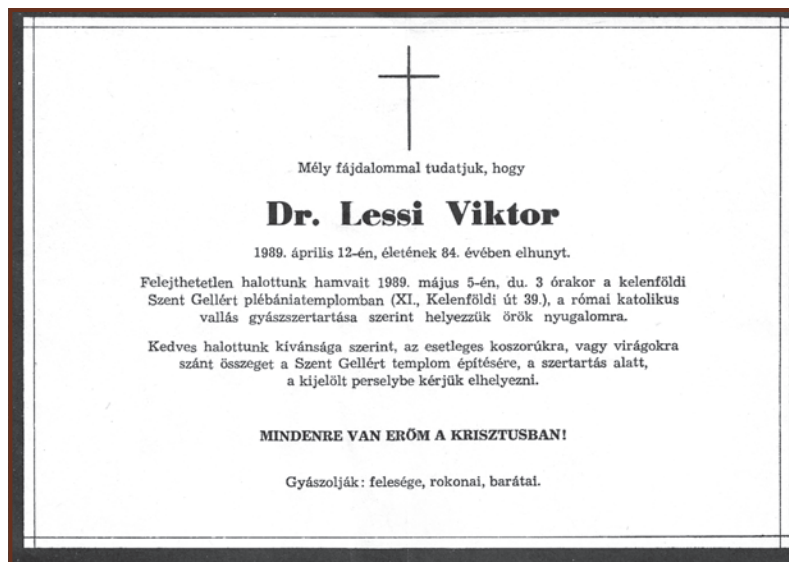 Mély fájdalommal tudatjuk, hogy
Dr. Lessi Viktor
1989. április 12-én, életének 84. évében elhunyt.
Felejthetetlen halottunk hamvait 1989. május 5-én, du. 3 órakor a kelenföldi
Szent Gellért plébániatemplomban (XI., Kelenföldi út 39.), a római katolikus
vallás gyászszertartása szerint helyezzük örök nyugalomra.
Kedves halottunk kívánsága szerint, az esetleges koszorúkra, vagy virágokra
szánt összeget a Szent Gellért templom építésére, a szertartás alatt,
a kijelölt perselybe kérjük elhelyezni.
MINDENRE VAN ERŐM A KRISZTUSBAN!
Gyászolják: felesége, rokonai, barátai.